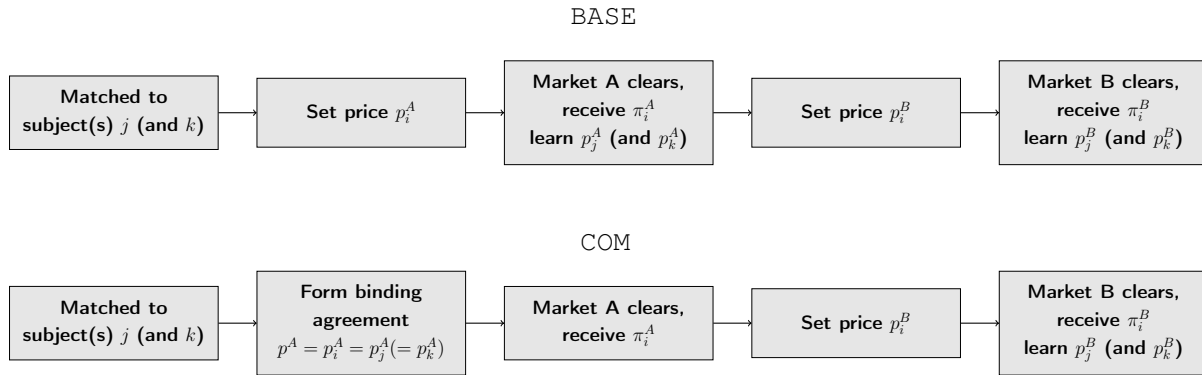 BASE
Matched to
subject(s) j (and k)
Set price p_i^A
Market A clears,
receive π_i^A
learn p_j^A (and p_k^A)
Set price p_i^B
Market B clears,
receive π_i^B
learn p_j^B (and p_k^B)
COM
Matched to
subject(s) j (and k)
Form binding
agreement
p^A = p_i^A = p_j^A(= p_k^A)
Market A clears,
receive π_i^A
Set price p_i^B
Market B clears,
receive π_i^B
learn p_j^B (and p_k^B)